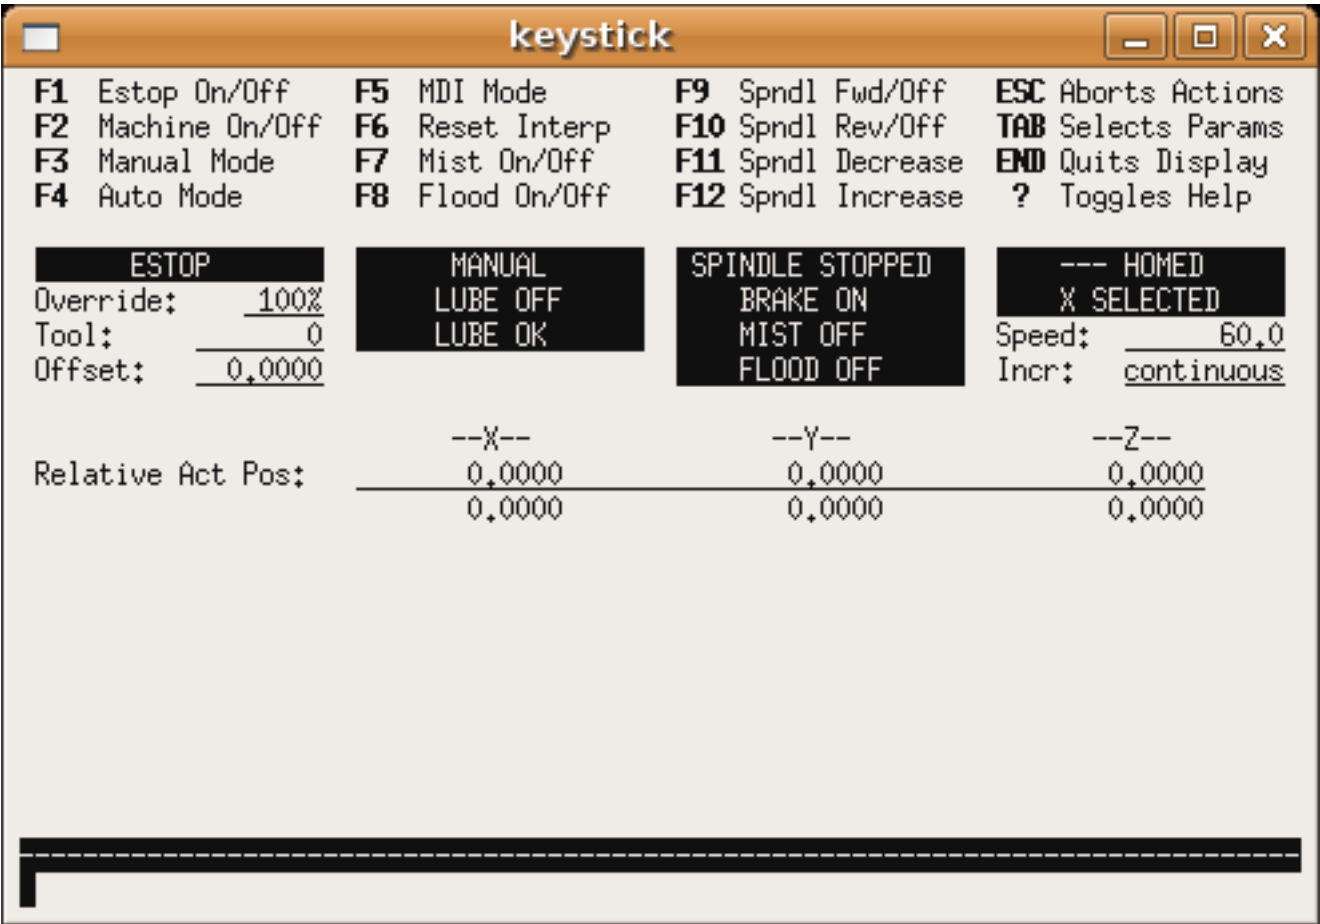 keystick
F1 Estop On/Off F5 MDI Mode F9 Spndl Fwd/Off ESC Aborts Actions
F2 Machine On/Off F6 Reset Interp F10 Spndl Rev/Off TAB Selects Params
F3 Manual Mode F7 Mist On/Off F11 Spndl Decrease END Quits Display
F4 Auto Mode F8 Flood On/Off F12 Spndl Increase ? Toggles Help
ESTOP MANUAL SPINDLE STOPPED --- HOMED
Override: 100% LUBE OFF BRAKE ON X SELECTED
Tool: 0 LUBE OK MIST OFF Speed: 60.0
Offset: 0.0000 FLOOD OFF Incr: continuous
--X-- --Y-- --Z--
Relative Act Pos: 0.0000 0.0000 0.0000
0.0000 0.0000 0.0000
--------------------------------------------------------------------------------